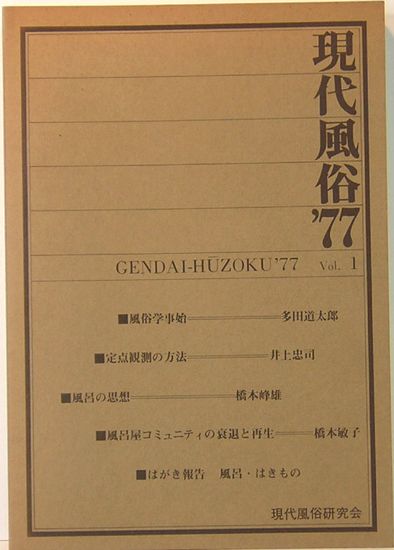 現代風俗'77
GENDAI-HŪZOKU'77 Vol. 1
■風俗学事始――――多田道太郎
■定点観測の方法――――井上忠司
■風呂の思想――――橋本峰雄
■風呂屋コミュニティの衰退と再生――橋本敏子
■はがき報告 風呂・はきもの
現代風俗研究会